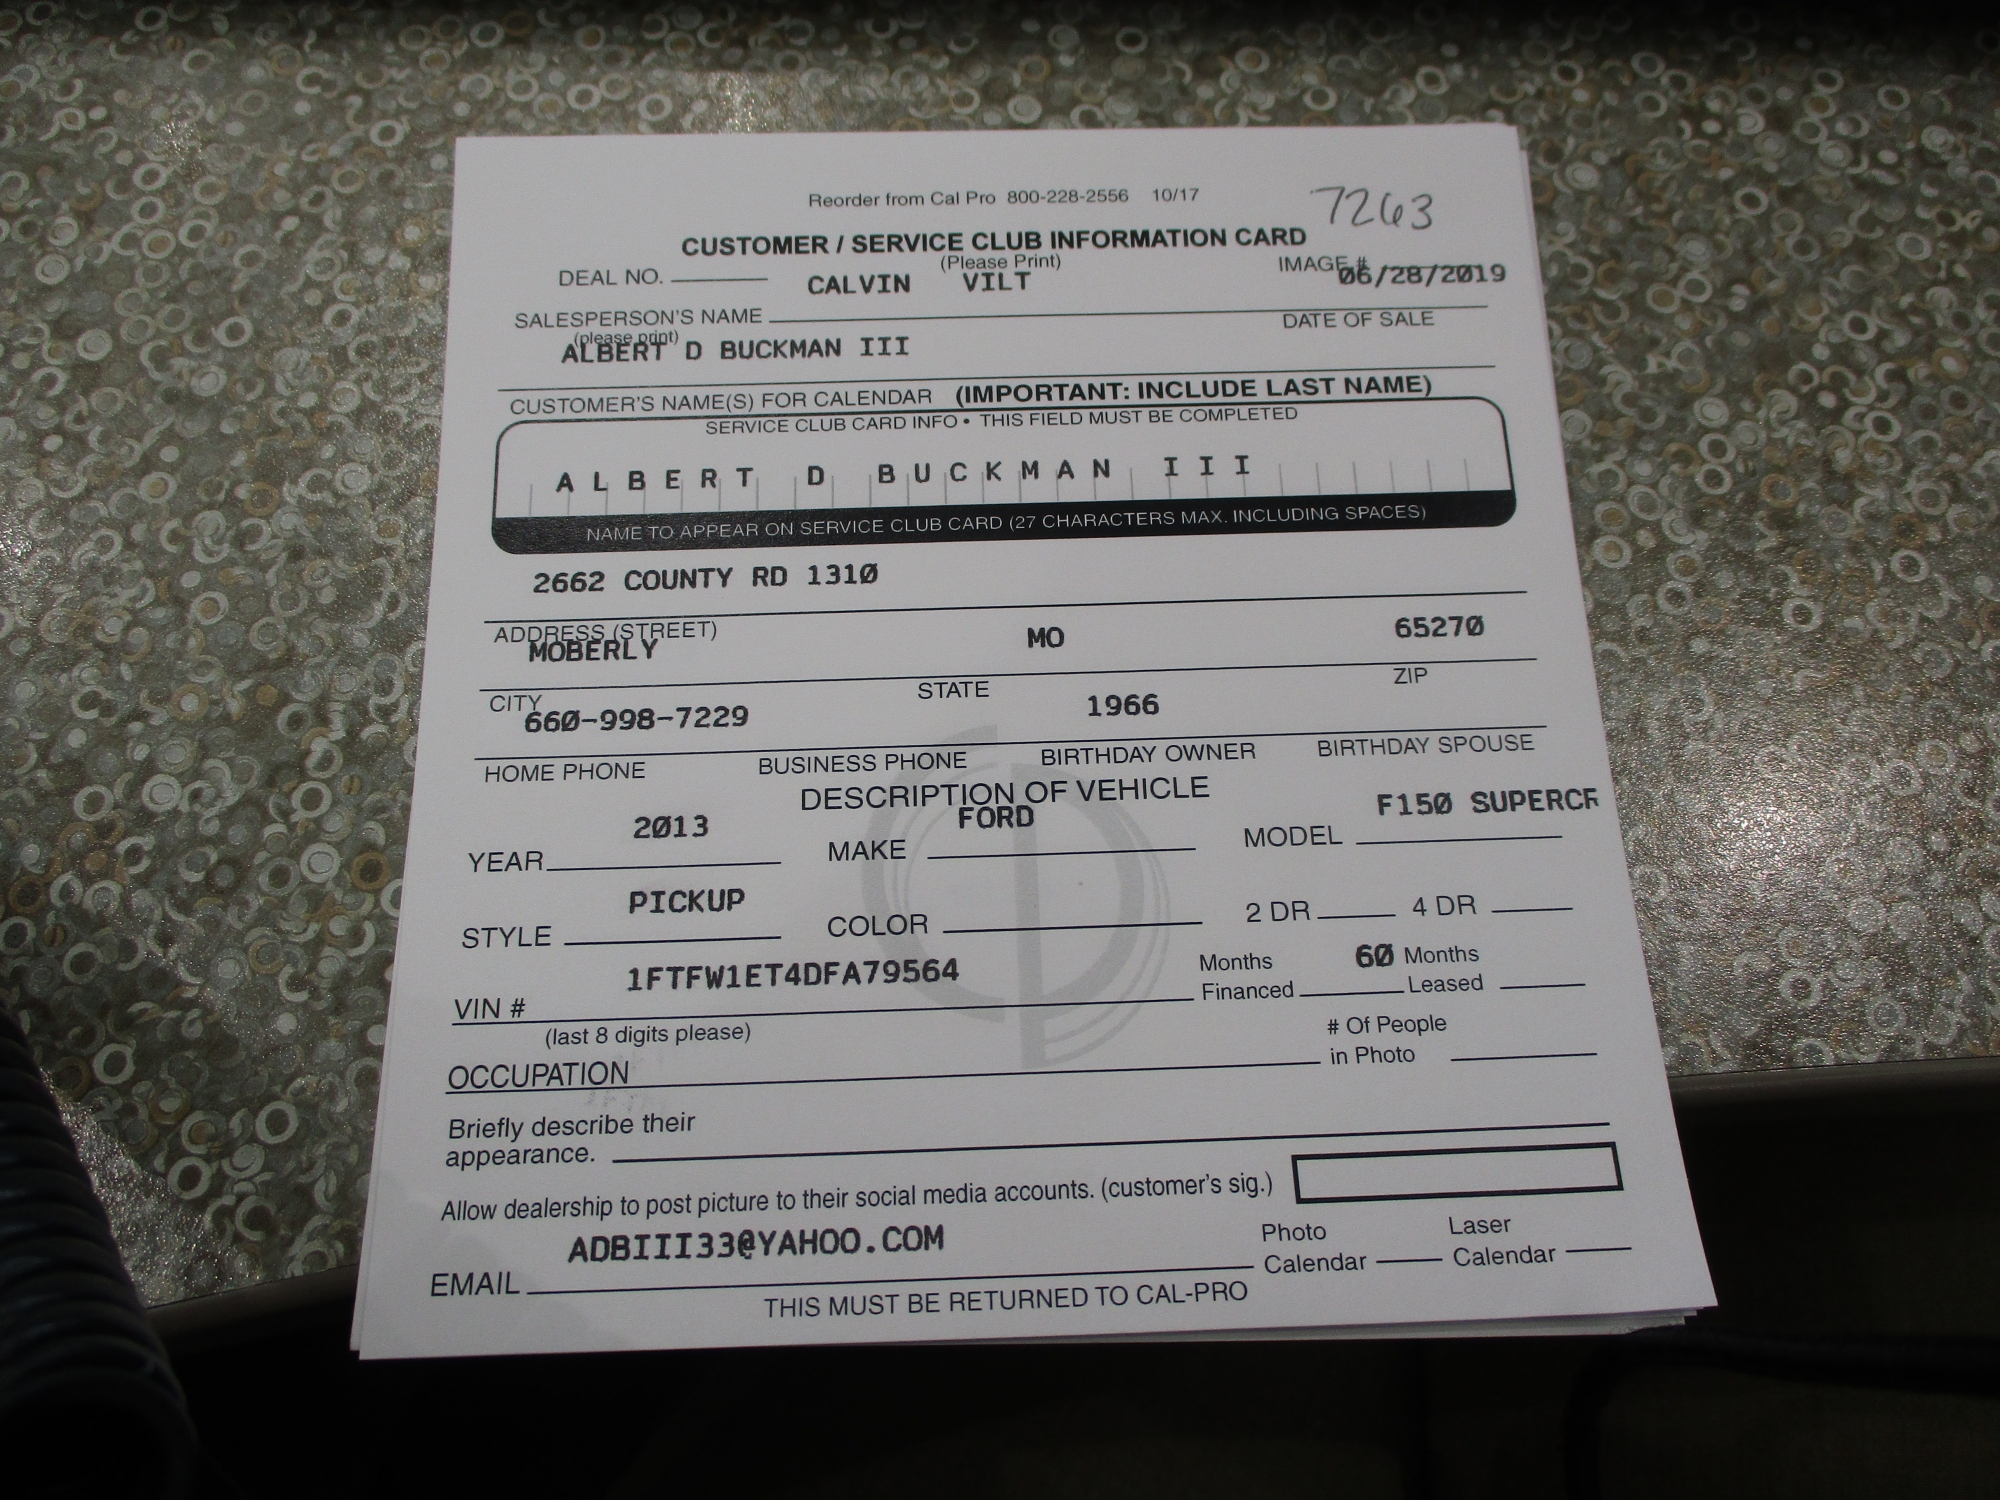 Reorder from Cal Pro 800-228-2556 10/17
7263
CUSTOMER / SERVICE CLUB INFORMATION CARD
(Please Print)
DEAL NO. CALVIN VILT IMAGE # 06/28/2019
SALESPERSON'S NAME DATE OF SALE
(please print)
ALBERT D BUCKMAN III
CUSTOMER'S NAME(S) FOR CALENDAR (IMPORTANT: INCLUDE LAST NAME)
SERVICE CLUB CARD INFO • THIS FIELD MUST BE COMPLETED
ALBERT D BUCKMAN III
NAME TO APPEAR ON SERVICE CLUB CARD (27 CHARACTERS MAX. INCLUDING SPACES)
2662 COUNTY RD 1310
ADDRESS (STREET)
MOBERLY MO 65270
CITY STATE ZIP
660-998-7229 1966
HOME PHONE BUSINESS PHONE BIRTHDAY OWNER BIRTHDAY SPOUSE
DESCRIPTION OF VEHICLE
2013 FORD F150 SUPERCR
YEAR MAKE MODEL
PICKUP
STYLE COLOR 2 DR 4 DR
1FTFW1ET4DFA79564 Months 60 Months
VIN # Financed Leased
(last 8 digits please) # Of People
OCCUPATION in Photo
Briefly describe their
appearance.
Allow dealership to post picture to their social media accounts. (customer's sig.)
ADBIII33@YAHOO.COM Photo Laser
EMAIL Calendar Calendar
THIS MUST BE RETURNED TO CAL-PRO